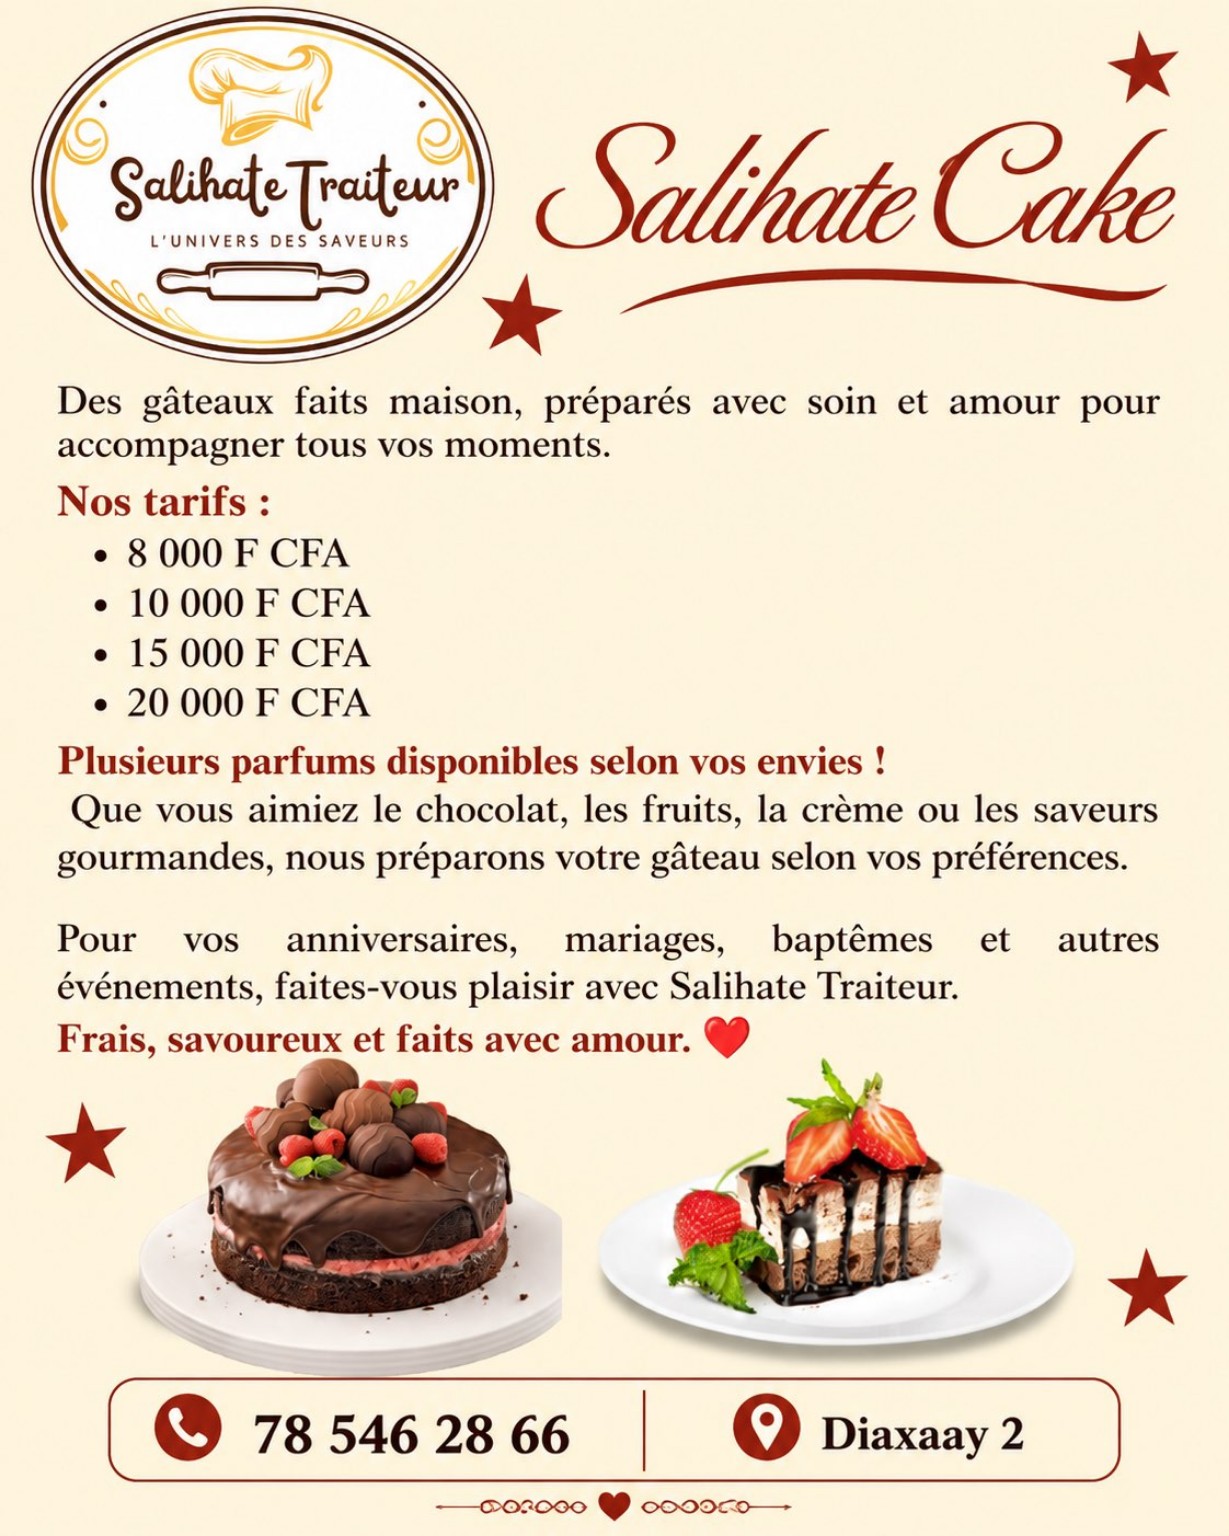 Salihate Traiteur
L'UNIVERS DES SAVEURS
Salihate Cake
Des gâteaux faits maison, préparés avec soin et amour pour
accompagner tous vos moments.
Nos tarifs :
• 8 000 F CFA
• 10 000 F CFA
• 15 000 F CFA
• 20 000 F CFA
Plusieurs parfums disponibles selon vos envies !
Que vous aimiez le chocolat, les fruits, la crème ou les saveurs
gourmandes, nous préparons votre gâteau selon vos préférences.
Pour vos anniversaires, mariages, baptêmes et autres
événements, faites-vous plaisir avec Salihate Traiteur.
Frais, savoureux et faits avec amour. ❤️
78 546 28 66
Diaxaay 2